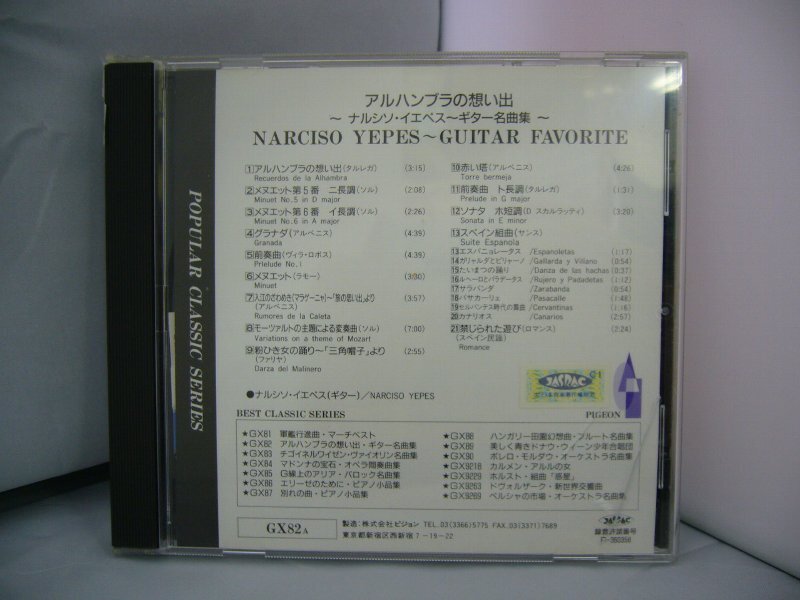 アルハンブラの想い出
～ ナルシソ・イエペス～ギター名曲集 ～
NARCISO YEPES～GUITAR FAVORITE
POPULAR CLASSIC SERIES
1 アルハンブラの想い出(タルレガ) (3:15)
Recuerdos de la Alhambra
2 メヌエット第5番 ニ長調(ソル) (2:08)
Minuet No.5 in D major
3 メヌエット第6番 イ長調(ソル) (2:26)
Minuet No.6 in A major
4 グラナダ(アルベニス) (4:39)
Granada
5 前奏曲(ヴィラ・ロボス) (4:39)
Prielude No.1
6 メヌエット(ラモー) (3:30)
Minuet
7 入江のざわめき(マラゲーニャ)～「旅の思い出」より (3:57)
(アルベニス)
Rumores de la Caleta
8 モーツァルトの主題による変奏曲(ソル) (7:00)
Variations on a theme of Mozart
9 粉ひき女の踊り～「三角帽子」より (2:55)
(ファリャ)
Darza del Malinero
10 赤い塔(アルベニス) (4:26)
Torre bermeja
11 前奏曲 ト長調(タルレガ) (1:31)
Prelude in G major
12 ソナタ ホ短調(D スカルラッティ) (3:20)
Sonata in E minor
13 スペイン組曲(サンス)
Suite Espanola
13 エスパニョレータス /Espanoletas (1:17)
14 ガリャルダとビリャーノ /Gallarda y Villano (0:54)
15 たいまつの踊り /Danza de las hachas (0:37)
16 ルヘーロとパラデータス /Rujero y Padadetas (1:12)
17 サラバンダ /Zarabanda (0:54)
18 パサカーリェ /Pasacalle (1:48)
19 セルバンテス時代の舞曲 /Cervantinas (1:16)
20 カナリオス /Canarios (2:57)
21 禁じられた遊び(ロマンス) (2:24)
(スペイン民謡)
Romance
●ナルシソ・イエペス(ギター)/NARCISO YEPES
JASRAC
BEST CLASSIC SERIES
PIGEON
★GX81 軍艦行進曲・マーチベスト
★GX82 アルハンブラの想い出・ギター名曲集
★GX83 チゴイネルワイゼン・ヴァイオリン名曲集
★GX84 マドンナの宝石・オペラ間奏曲集
★GX85 G線上のアリア・バロック名曲集
★GX86 エリーゼのために・ピアノ小品集
★GX87 別れの曲・ピアノ小品集
★GX88 ハンガリー田園幻想曲・フルート名曲集
★GX89 美しく青きドナウ・ウィーン少年合唱団
★GX90 ボレロ・モルダウ・オーケストラ名曲集
★GX9218 カルメン・アルルの女
★GX9229 ホルスト・組曲「惑星」
★GX9263 ドヴォルザーク・新世界交響曲
★GX9269 ペルシャの市場・オーケストラ名曲集
GX82A
製造:株式会社ピジョン TEL.03(3366)5775 FAX.03(3371)7689
東京都新宿区西新宿7-19-22
JASRAC
録音許諾番号